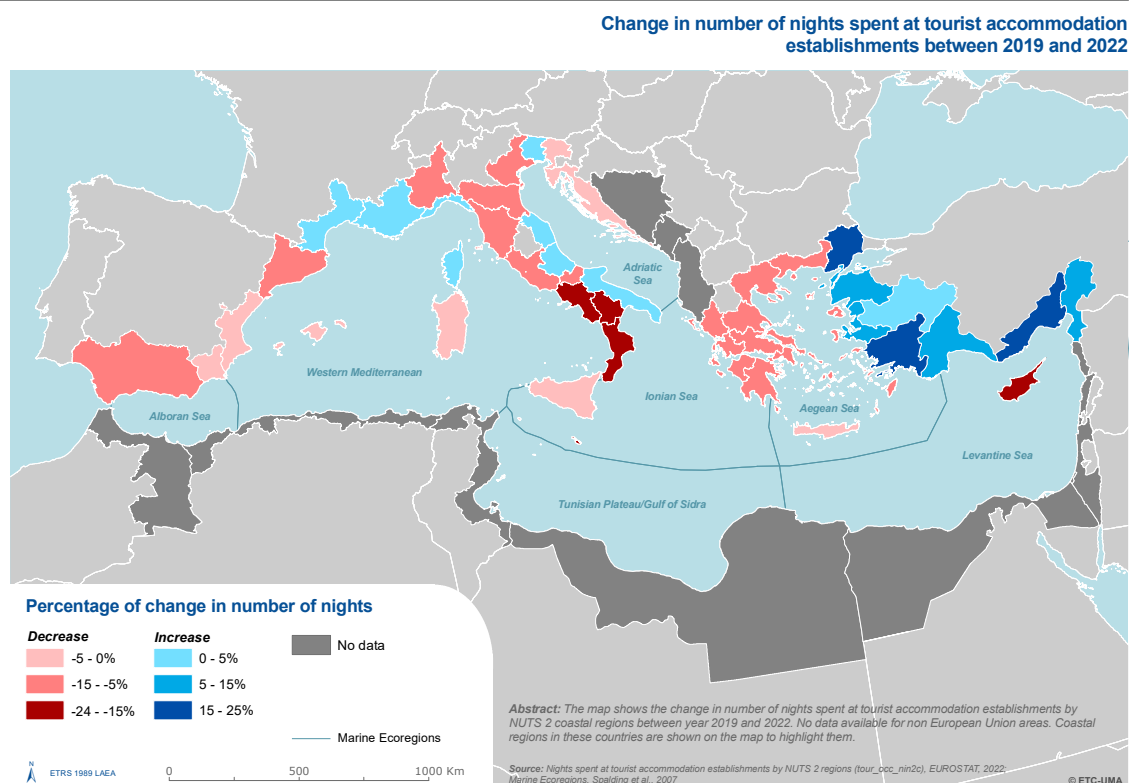 Change in number of nights spent at tourist accommodation
establishments between 2019 and 2022
Adriatic
Sea
Western Mediterranean
Ionian Sea
Alboran Sea
Aegean Sea
Levantine Sea
Tunisian Plateau/Gulf of Sidra
Percentage of change in number of nights
Decrease
Increase
-5 - 0%
0 - 5%
No data
-15 - -5%
5 - 15%
-24 - -15%
15 - 25%
Marine Ecoregions
N
ETRS 1989 LAEA
0 500 1000 Km
Abstract: The map shows the change in number of nights spent at tourist accommodation establishments by
NUTS 2 coastal regions between year 2019 and 2022. No data available for non European Union areas. Coastal
regions in these countries are shown on the map to highlight them.
Source: Nights spent at tourist accommodation establishments by NUTS 2 regions (tour_occ_nin2c), EUROSTAT, 2022;
Marine Ecoregions, Spalding et al., 2007
© ETC-UMA